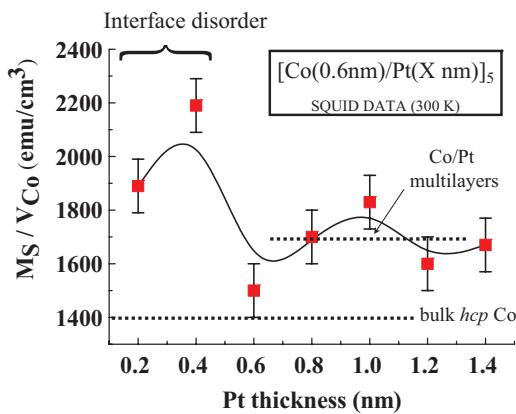 Interface disorder
[Co(0.6nm)/Pt(X nm)]5
SQUID DATA (300 K)
Co/Pt
multilayers
bulk hcp Co
MS / VCo (emu/cm3)
2400
2200
2000
1800
1600
1400
0.2 0.4 0.6 0.8 1.0 1.2 1.4
Pt thickness (nm)